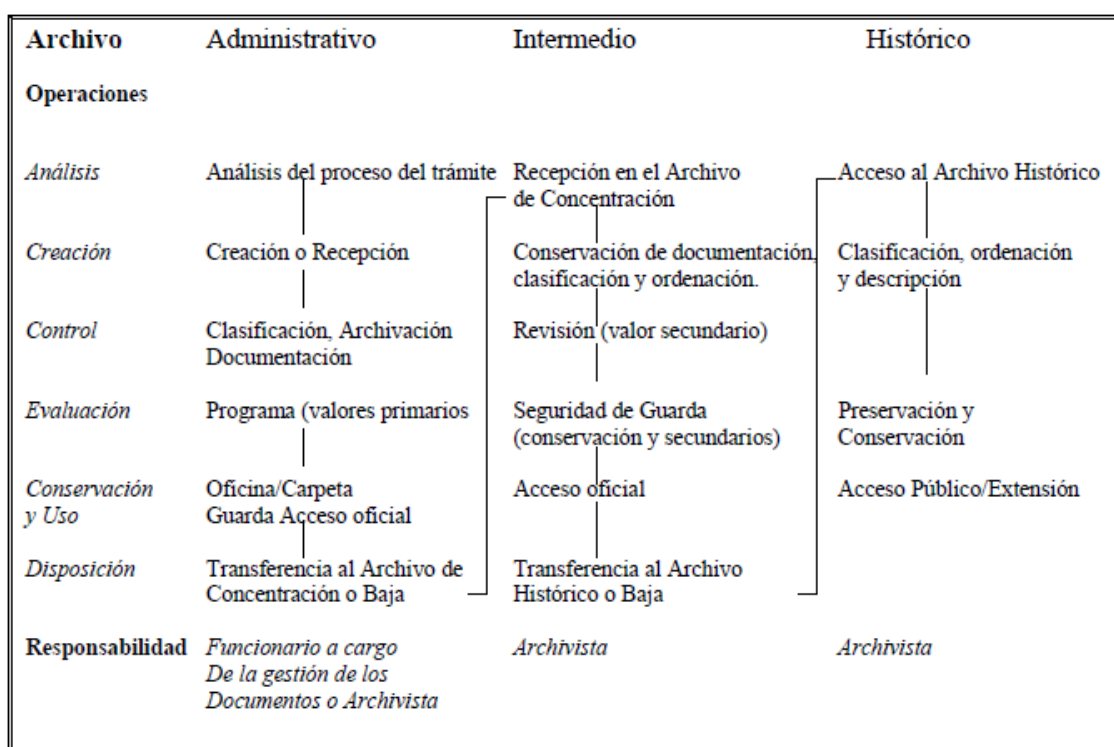 Archivo Administrativo Intermedio Histórico
Operaciones
Análisis Análisis del proceso del trámite Recepción en el Archivo Acceso al Archivo Histórico
de Concentración
Creación Creación o Recepción Conservación de documentación, Clasificación, ordenación
clasificación y ordenación. y descripción
Control Clasificación, Archivación Revisión (valor secundario)
Documentación
Evaluación Programa (valores primarios Seguridad de Guarda Preservación y
(conservación y secundarios) Conservación
Conservación Oficina/Carpeta Acceso oficial Acceso Público/Extensión
y Uso Guarda Acceso oficial
Disposición Transferencia al Archivo de Transferencia al Archivo
Concentración o Baja Histórico o Baja
Responsabilidad Funcionario a cargo Archivista Archivista
De la gestión de los
Documentos o Archivista